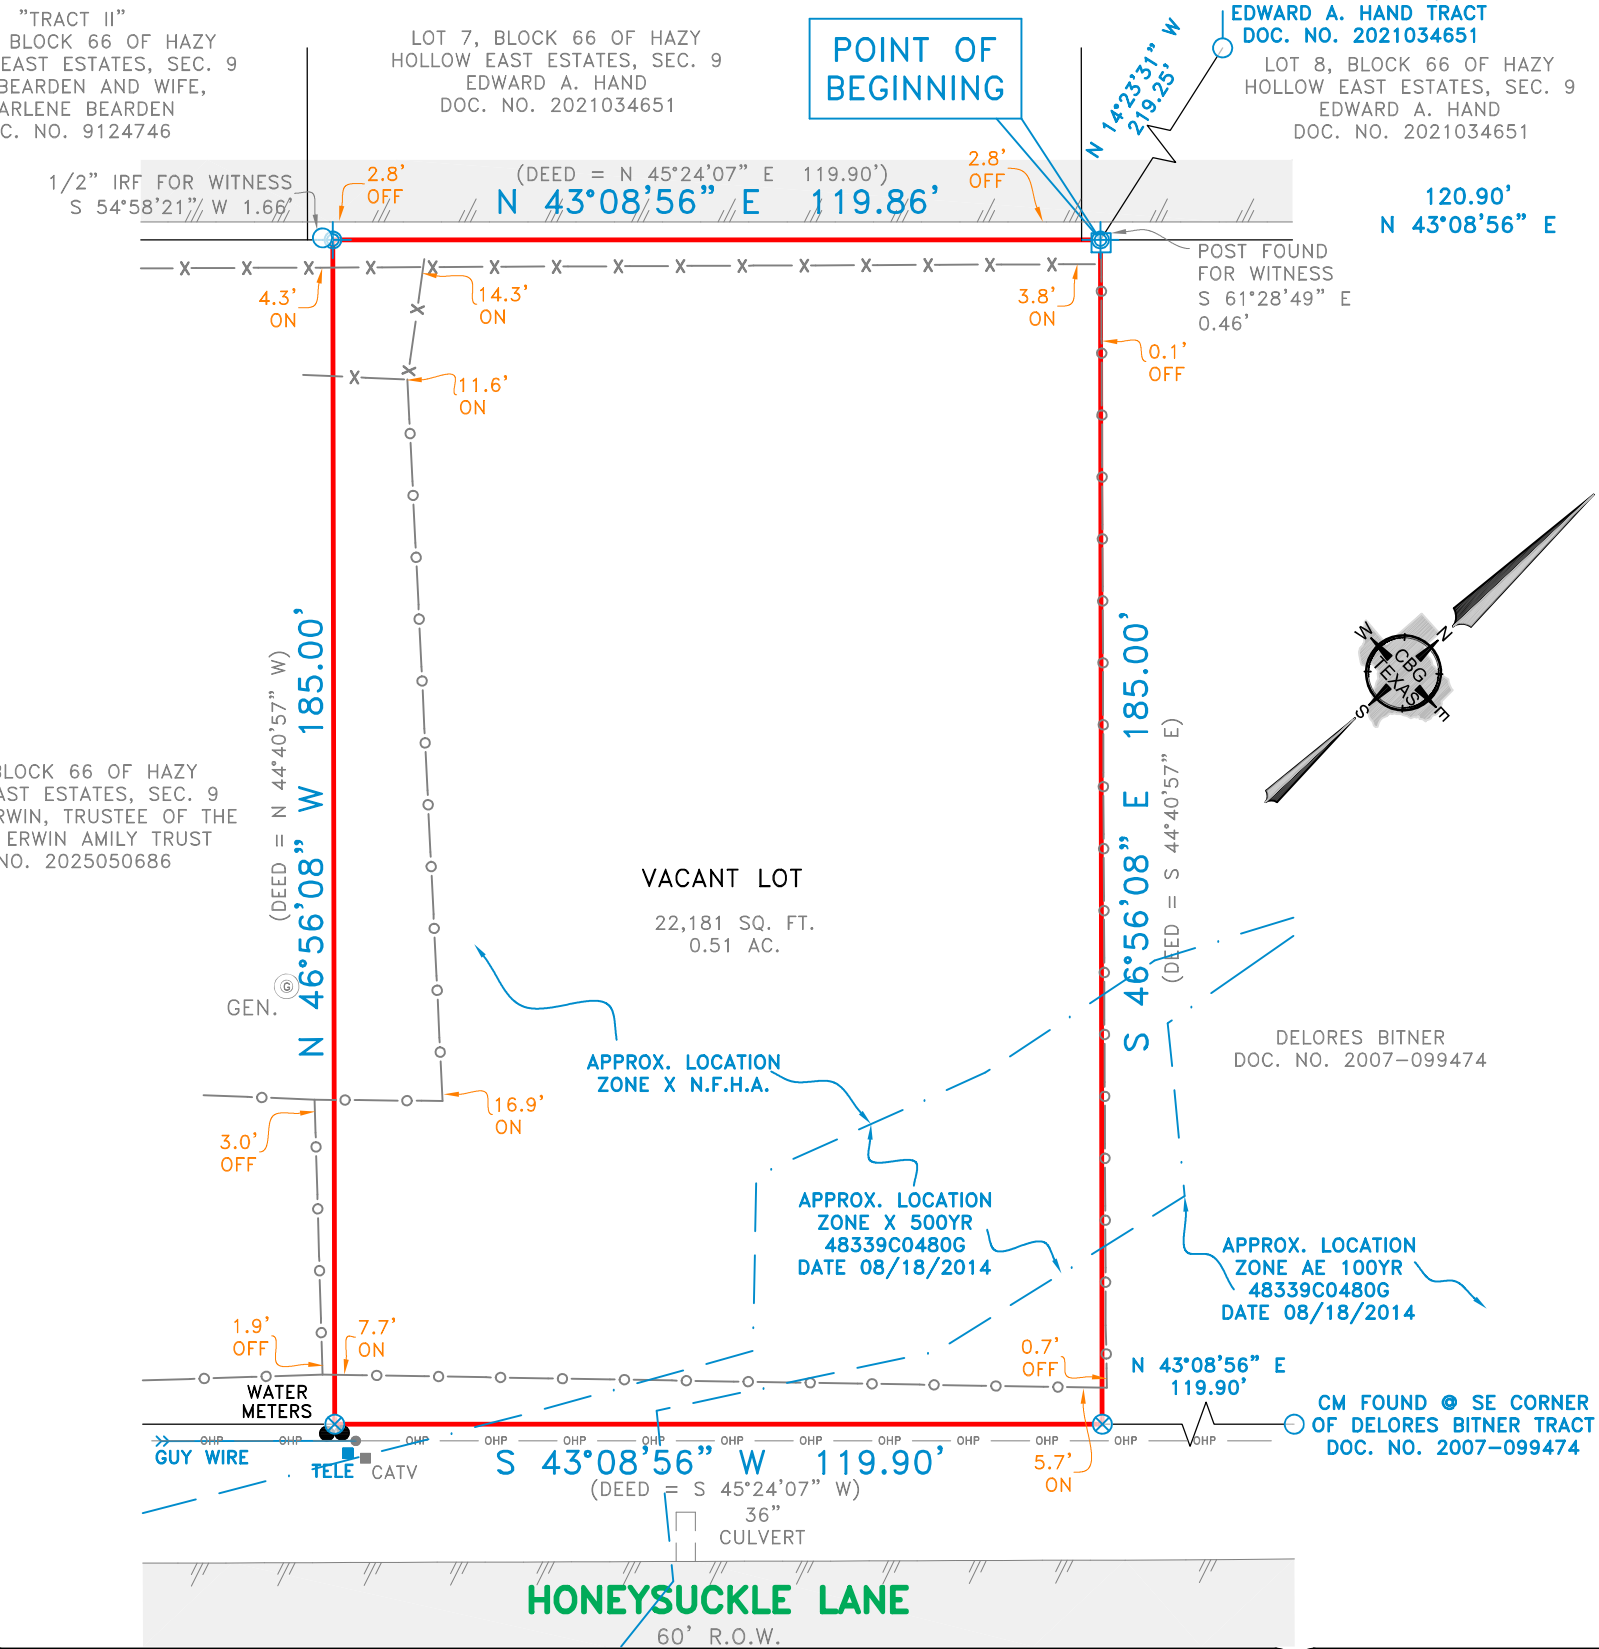 "TRACT II"
BLOCK 66 OF HAZY
EAST ESTATES, SEC. 9
BEARDEN AND WIFE,
ARLENE BEARDEN
C. NO. 9124746
LOT 7, BLOCK 66 OF HAZY
HOLLOW EAST ESTATES, SEC. 9
EDWARD A. HAND
DOC. NO. 2021034651
POINT OF
BEGINNING
N 14°23'31" W
219.25'
EDWARD A. HAND TRACT
DOC. NO. 2021034651
LOT 8, BLOCK 66 OF HAZY
HOLLOW EAST ESTATES, SEC. 9
EDWARD A. HAND
DOC. NO. 2021034651
1/2" IRF FOR WITNESS
S 54°58'21" W 1.66'
2.8'
OFF
(DEED = N 45°24'07" E 119.90')
N 43°08'56" E 119.86'
2.8'
OFF
120.90'
N 43°08'56" E
POST FOUND
FOR WITNESS
S 61°28'49" E
0.46'
4.3'
ON
14.3'
ON
3.8'
ON
0.1'
OFF
11.6'
ON
(DEED = N 44°40'57" W)
N 46°56'08" W 185.00'
S 46°56'08" E 185.00'
(DEED = S 44°40'57" E)
W
N
CBG
TEXAS
S
E
BLOCK 66 OF HAZY
AST ESTATES, SEC. 9
RWIN, TRUSTEE OF THE
ERWIN AMILY TRUST
NO. 2025050686
VACANT LOT
22,181 SQ. FT.
0.51 AC.
GEN.
G
APPROX. LOCATION
ZONE X N.F.H.A.
DELORES BITNER
DOC. NO. 2007-099474
16.9'
ON
3.0'
OFF
APPROX. LOCATION
ZONE X 500YR
48339C0480G
DATE 08/18/2014
APPROX. LOCATION
ZONE AE 100YR
48339C0480G
DATE 08/18/2014
1.9'
OFF
7.7'
ON
0.7'
OFF
N 43°08'56" E
119.90'
WATER
METERS
CM FOUND @ SE CORNER
OF DELORES BITNER TRACT
DOC. NO. 2007-099474
OHP OHP OHP OHP OHP OHP OHP OHP OHP OHP OHP OHP
GUY WIRE
TELE
CATV
S 43°08'56" W 119.90'
(DEED = S 45°24'07" W)
5.7'
ON
36"
CULVERT
HONEYSUCKLE LANE
60' R.O.W.